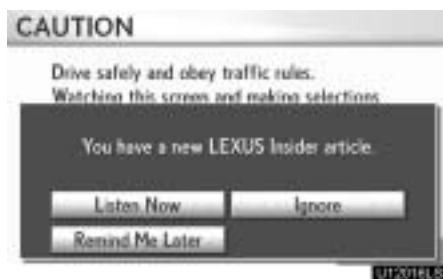 CAUTION
Drive safely and obey traffic rules.
Watching this screen and making selections
You have a new LEXUS Insider article.
Listen Now
Ignore
Remind Me Later